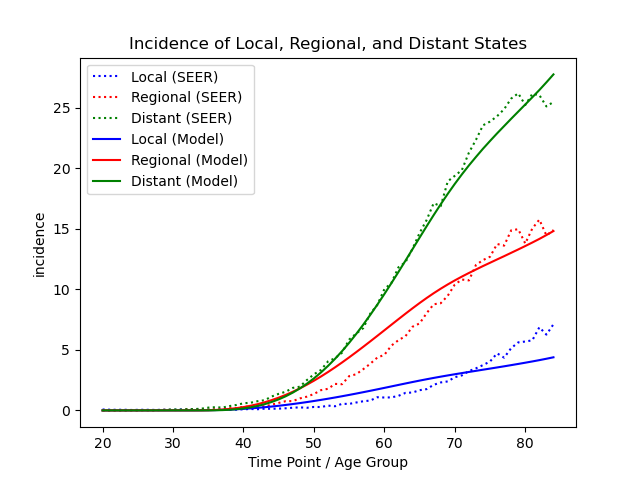 Incidence of Local, Regional, and Distant States
Local (SEER)
Regional (SEER)
Distant (SEER)
Local (Model)
Regional (Model)
Distant (Model)
incidence
25
20
15
10
5
0
20 30 40 50 60 70 80
Time Point / Age Group